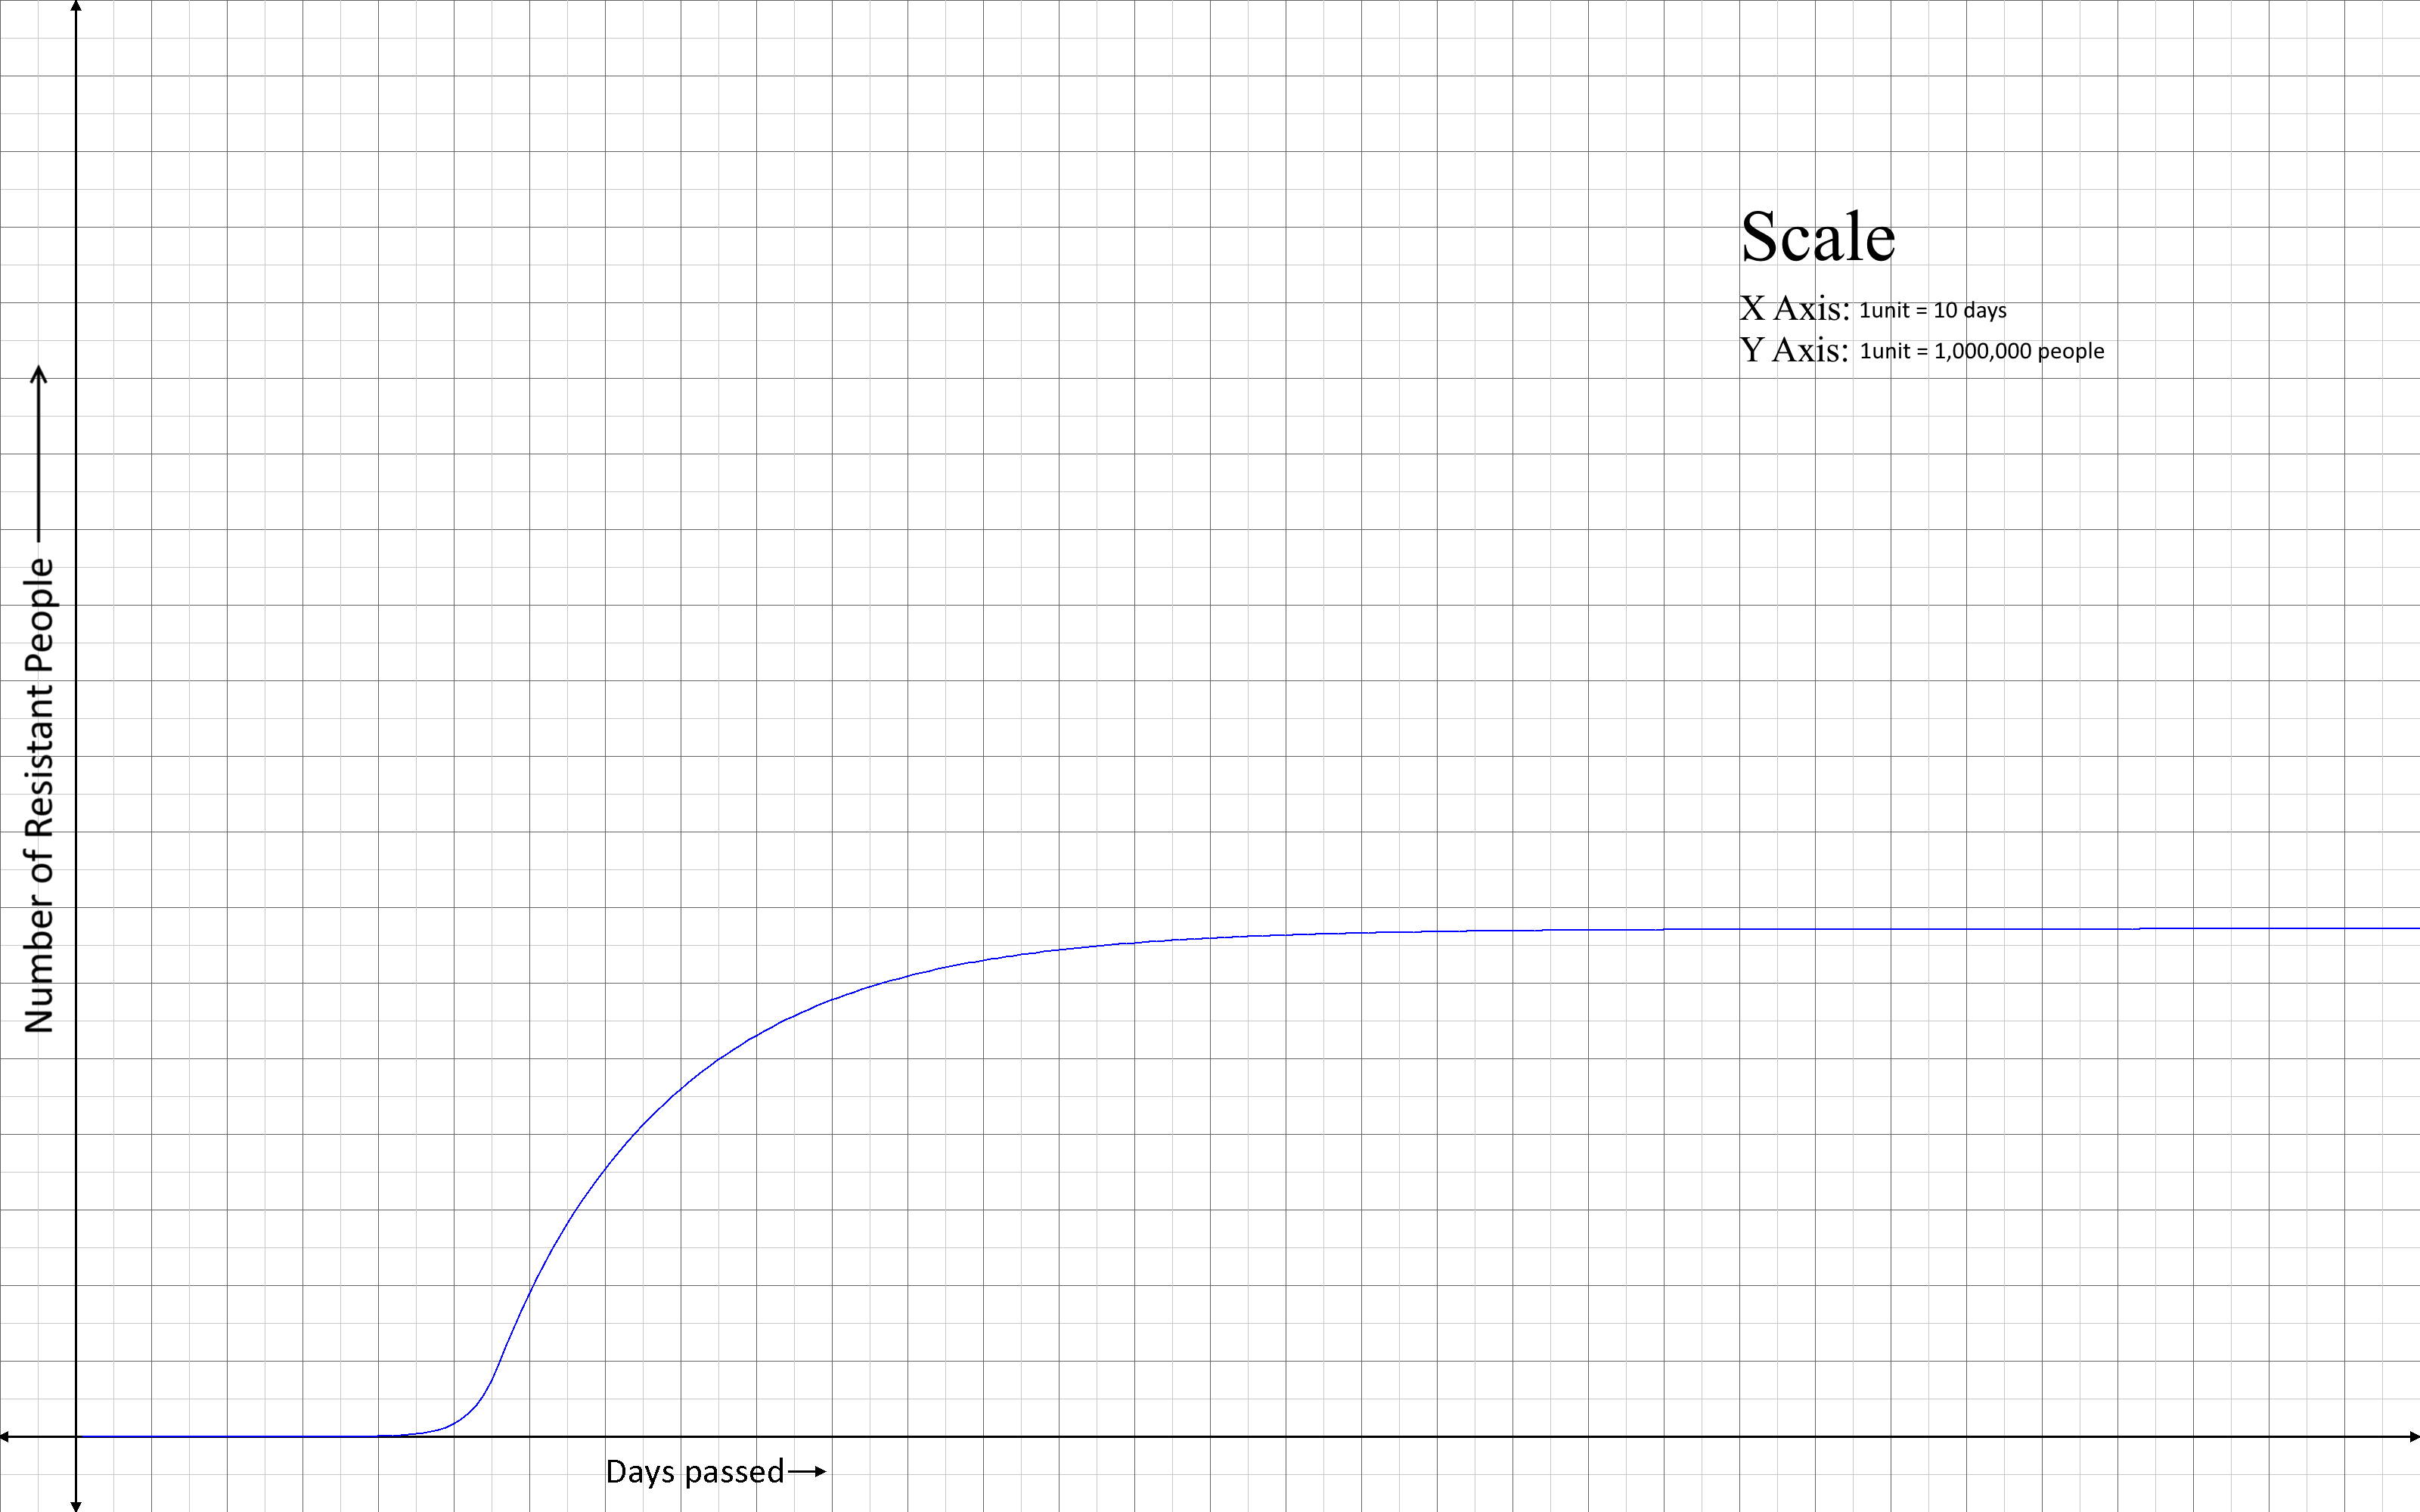 Scale
X Axis: 1unit = 10 days
Y Axis: 1unit = 1,000,000 people
Number of Resistant People
Days passed